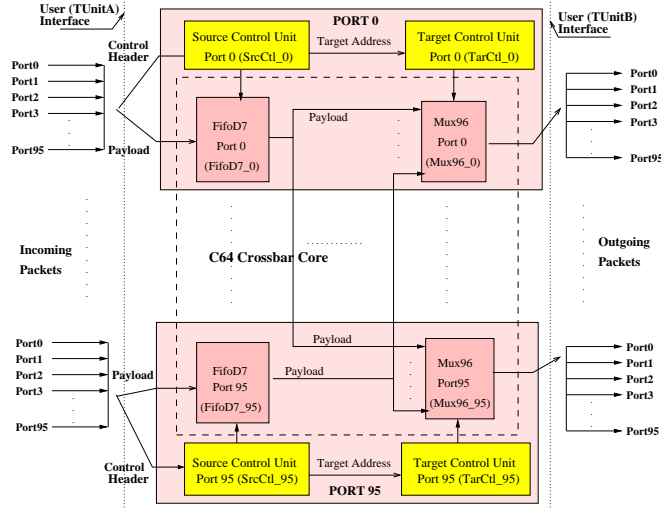 User (TUnitA)
Interface
PORT 0
User (TUnitB)
Interface
Control
Header
Source Control Unit
Port 0 (SrcCtl_0)
Target Address
Target Control Unit
Port 0 (TarCtl_0)
Port0
Port1
Port2
Port3
Port95
Payload
FifoD7
Port 0
(FifoD7_0)
Payload
Mux96
Port 0
(Mux96_0)
Port0
Port1
Port2
Port3
Port95
Incoming
Packets
C64 Crossbar Core
Outgoing
Packets
Port0
Port1
Port2
Port3
Port95
Payload
FifoD7
Port 95
(FifoD7_95)
Payload
Payload
Mux96
Port95
(Mux96_95)
Port0
Port1
Port2
Port3
Port95
Control
Header
Source Control Unit
Port 95 (SrcCtl_95)
Target Address
Target Control Unit
Port 95 (TarCtl_95)
PORT 95